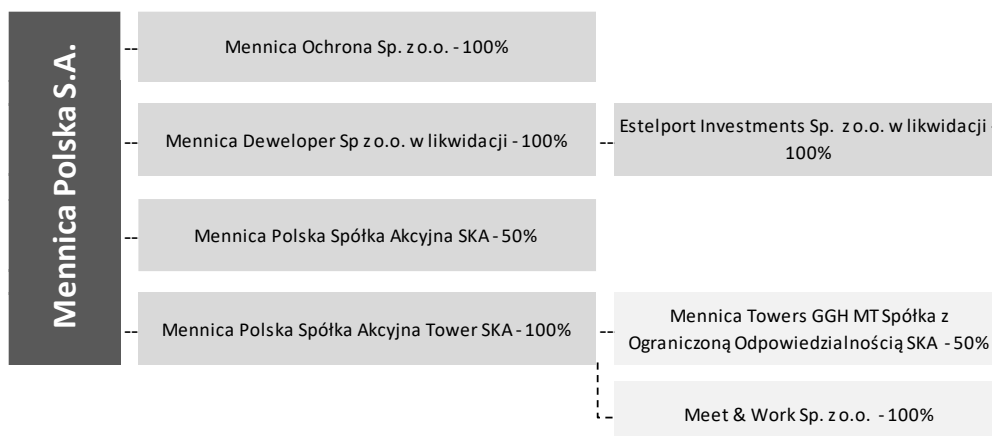 Mennica Polska S.A.
Mennica Ochrona Sp. z o.o. - 100%
Mennica Deweloper Sp z o.o. w likwidacji - 100%
Estelport Investments Sp. z o.o. w likwidacji -
100%
Mennica Polska Spółka Akcyjna SKA - 50%
Mennica Polska Spółka Akcyjna Tower SKA - 100%
Mennica Towers GGH MT Spółka z
Ograniczoną Odpowiedzialnością SKA - 50%
Meet & Work Sp. z o.o. - 100%